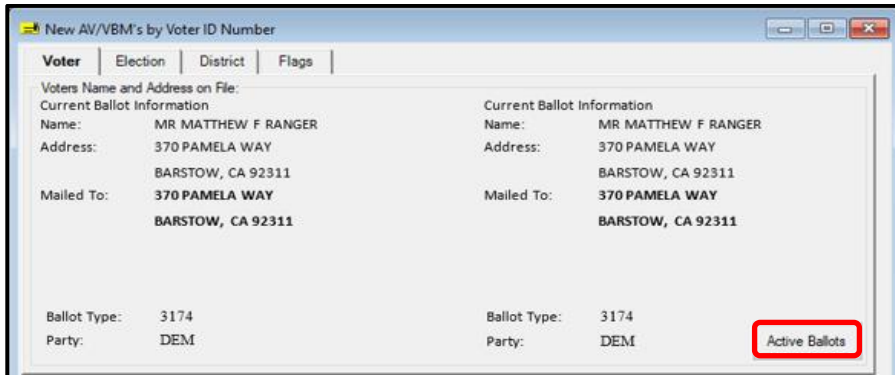 New AV/VBM's by Voter ID Number
Voter Election District Flags
Voters Name and Address on File:
Current Ballot Information Current Ballot Information
Name: MR MATTHEW F RANGER Name: MR MATTHEW F RANGER
Address: 370 PAMELA WAY Address: 370 PAMELA WAY
BARSTOW, CA 92311 BARSTOW, CA 92311
Mailed To: 370 PAMELA WAY Mailed To: 370 PAMELA WAY
BARSTOW, CA 92311 BARSTOW, CA 92311
Ballot Type: 3174 Ballot Type: 3174
Party: DEM Party: DEM Active Ballots